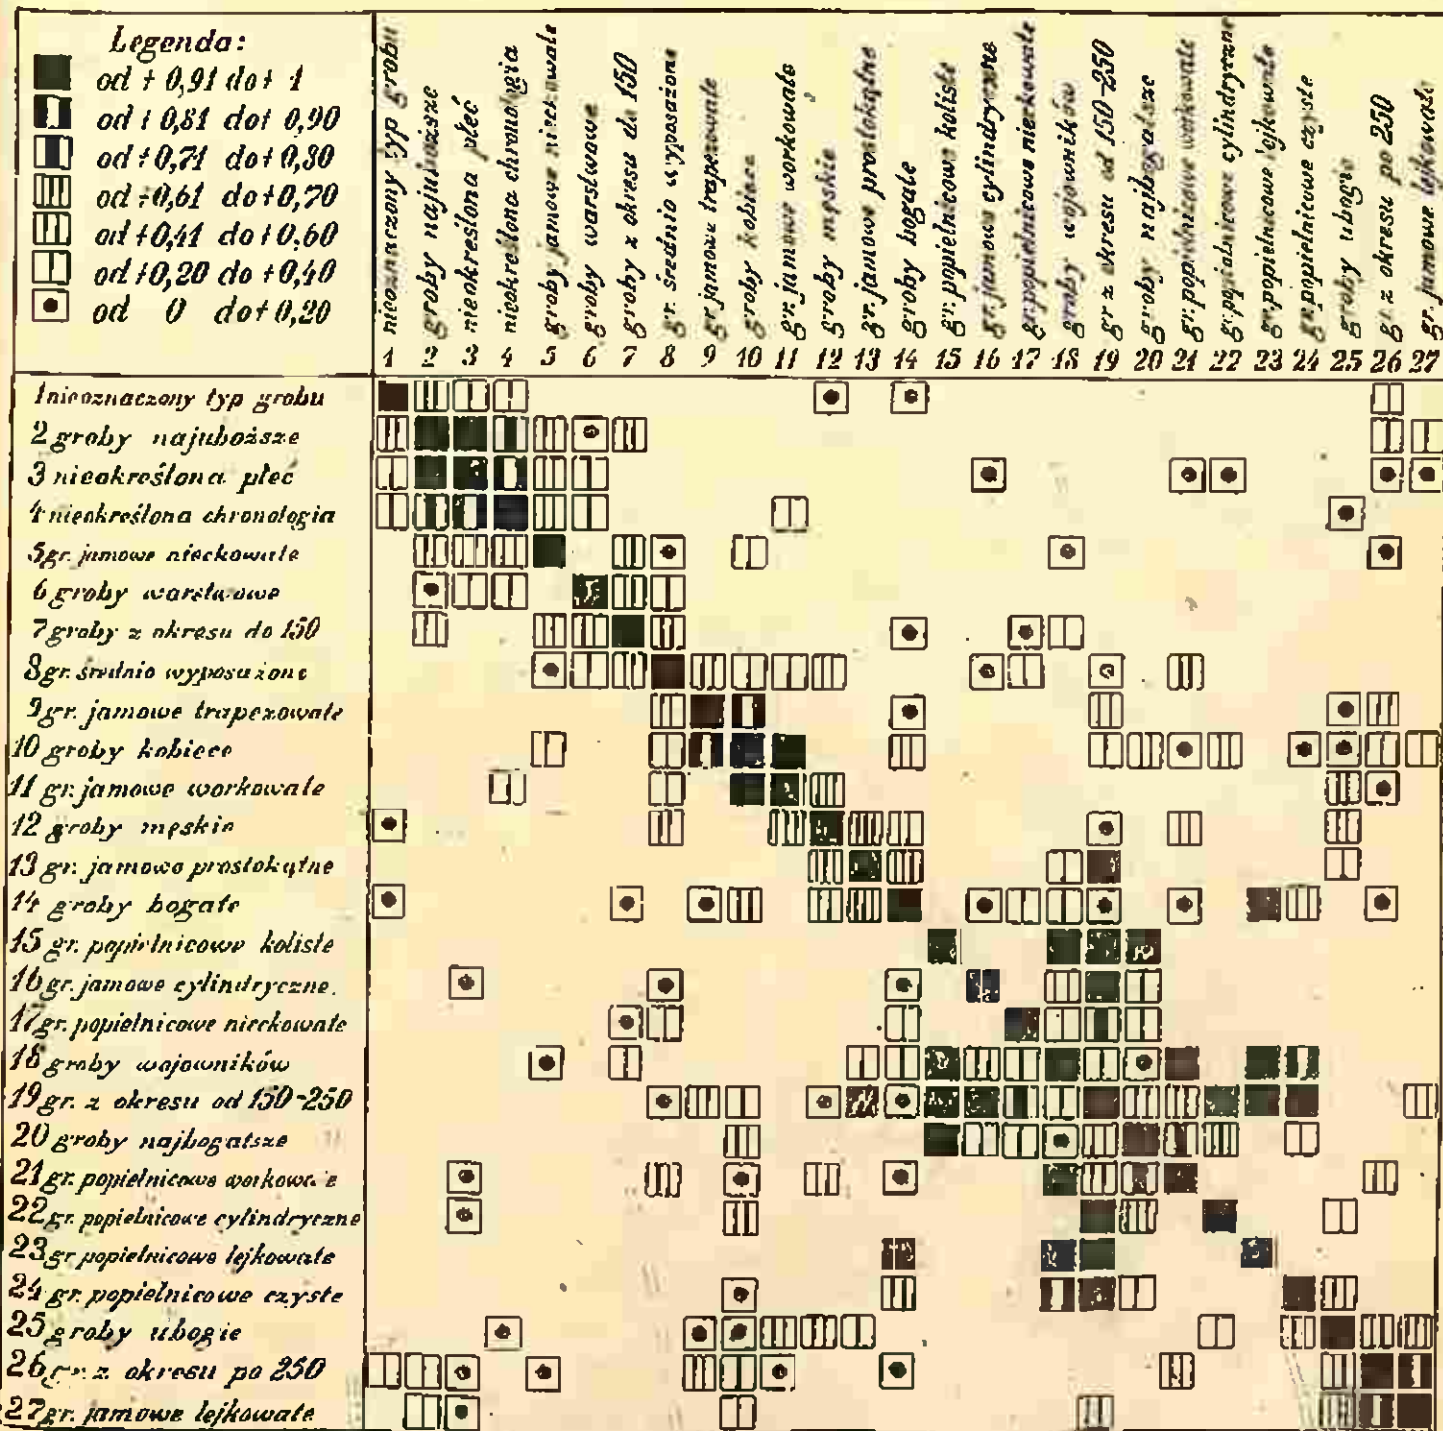 Legenda:
od + 0,91 do + 1
od + 0,81 do + 0,90
od + 0,71 do + 0,80
od + 0,61 do + 0,70
od + 0,41 do + 0,60
od + 0,20 do + 0,40
od 0 do + 0,20
nieoznaczony typ grobu
groby najuboższe
nieokreślona płeć
nieokreślona chronologia
groby jamowe nieckowate
groby warstwowe
groby z okresu do 150
gr. średnio wyposażone
gr. jamowe trapezowate
groby kobiece
gr. jamowe workowate
groby męskie
gr. jamowe prostokątne
groby bogate
gr. popielnicowe koliste
gr. jamowe cylindryczne
gr. popielnicowe nieckowate
groby wojowników
gr z okresu od 150-250
groby najbogatsze
gr. popielnicowe workowate
gr. popielnicowe cylindryczne
gr. popielnicowe lejkowate
gr. popielnicowe czyste
groby ubogie
gr. z okresu po 250
gr. jamowe lejkowate
1 2 3 4 5 6 7 8 9 10 11 12 13 14 15 16 17 18 19 20 21 22 23 24 25 26 27
1 nieoznaczony typ grobu
2 groby najuboższe
3 nieokreślona płeć
4 nieokreślona chronologia
5 gr. jamowe nieckowate
6 groby warstwowe
7 groby z okresu do 150
8 gr. średnio wyposażone
9 gr. jamowe trapezowate
10 groby kobiece
11 gr. jamowe workowate
12 groby męskie
13 gr. jamowe prostokątne
14 groby bogate
15 gr. popielnicowe koliste
16 gr. jamowe cylindryczne.
17 gr. popielnicowe nieckowate
18 groby wojowników
19 gr. z okresu od 150-250
20 groby najbogatsze
21 gr. popielnicowe workowate
22 gr. popielnicowe cylindryczne
23 gr. popielnicowe lejkowate
24 gr. popielnicowe czyste
25 groby ubogie
26 gr. z okresu po 250
27 gr. jamowe lejkowate